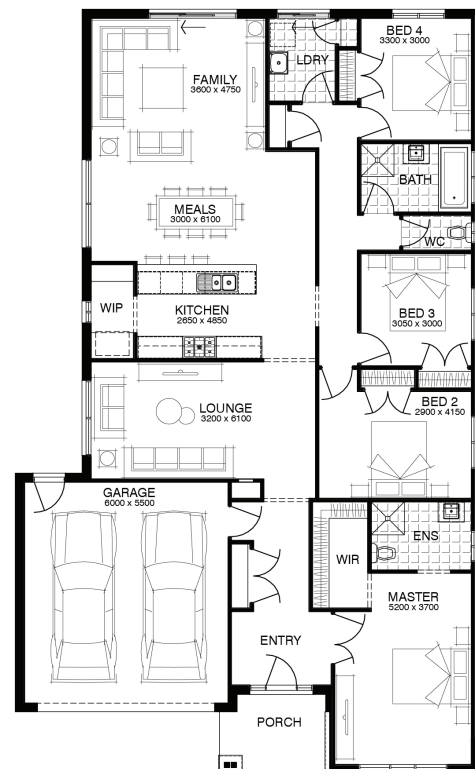 BED 4
3300 x 3000
LDRY
FAMILY
3600 x 4750
BATH
MEALS
3000 x 6100
WC
WIP
KITCHEN
2650 x 4850
BED 3
3050 x 3000
LOUNGE
3200 x 6100
BED 2
2900 x 4150
GARAGE
6000 x 5500
ENS
WIR
MASTER
5200 x 3700
ENTRY
PORCH